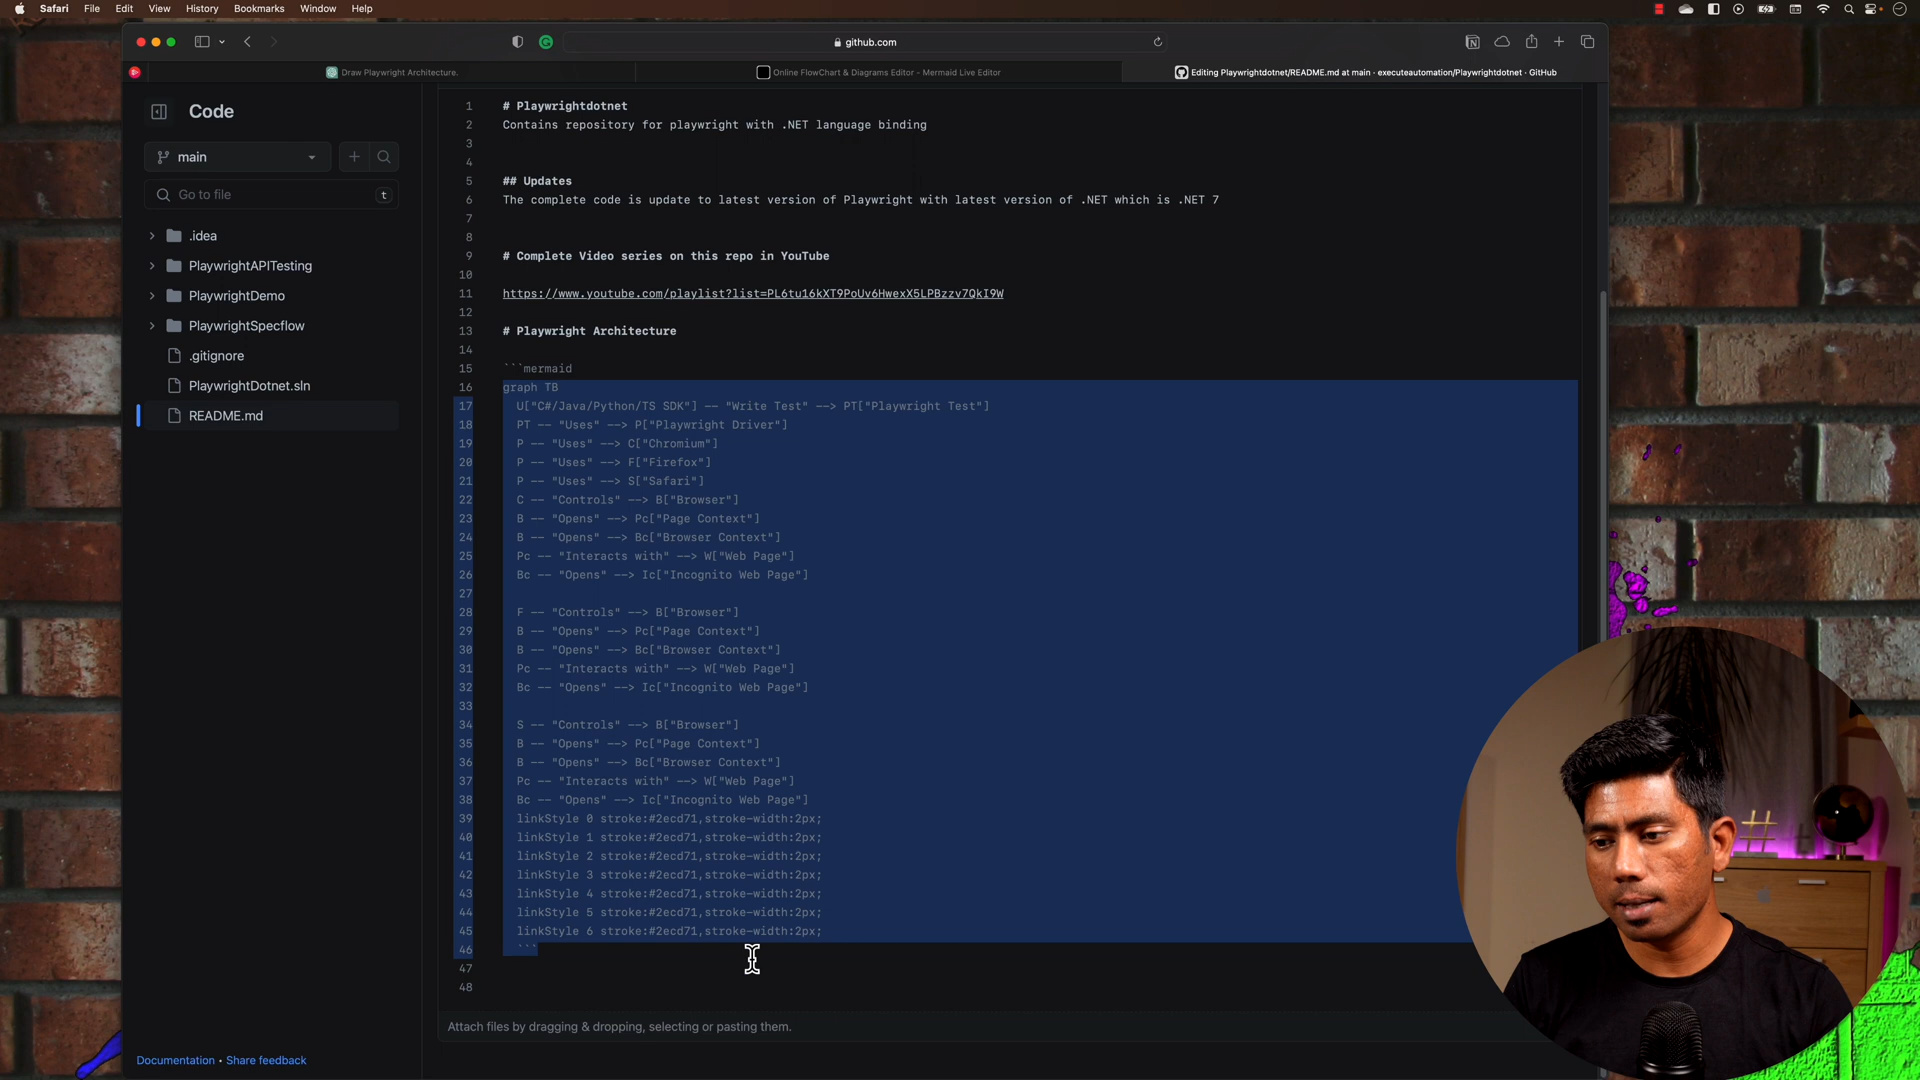 Safari File Edit View History Bookmarks Window Help
github.com
Draw Playwright Architecture.
Online FlowChart & Diagrams Editor - Mermaid Live Editor
Editing Playwrightdotnet/README.md at main · executeautomation/Playwrightdotnet · GitHub
Code
main
Go to file
t
.idea
PlaywrightAPITesting
PlaywrightDemo
PlaywrightSpecflow
.gitignore
PlaywrightDotnet.sln
README.md
Documentation • Share feedback
1 # Playwrightdotnet
2 Contains repository for playwright with .NET language binding
3
4
5 ## Updates
6 The complete code is update to latest version of Playwright with latest version of .NET which is .NET 7
7
8
9 # Complete Video series on this repo in YouTube
10
11 https://www.youtube.com/playlist?list=PL6tu16kXT9PoUv6HwexX5LPBzzv7QkI9W
12
13 # Playwright Architecture
14
15 ```mermaid
16 graph TB
17 U["C#/Java/Python/TS SDK"] -- "Write Test" --> PT["Playwright Test"]
18 PT -- "Uses" --> P["Playwright Driver"]
19 P -- "Uses" --> C["Chromium"]
20 P -- "Uses" --> F["Firefox"]
21 P -- "Uses" --> S["Safari"]
22 C -- "Controls" --> B["Browser"]
23 B -- "Opens" --> Pc["Page Context"]
24 B -- "Opens" --> Bc["Browser Context"]
25 Pc -- "Interacts with" --> W["Web Page"]
26 Bc -- "Opens" --> Ic["Incognito Web Page"]
27
28 F -- "Controls" --> B["Browser"]
29 B -- "Opens" --> Pc["Page Context"]
30 B -- "Opens" --> Bc["Browser Context"]
31 Pc -- "Interacts with" --> W["Web Page"]
32 Bc -- "Opens" --> Ic["Incognito Web Page"]
33
34 S -- "Controls" --> B["Browser"]
35 B -- "Opens" --> Pc["Page Context"]
36 B -- "Opens" --> Bc["Browser Context"]
37 Pc -- "Interacts with" --> W["Web Page"]
38 Bc -- "Opens" --> Ic["Incognito Web Page"]
39 linkStyle 0 stroke:#2ecd71,stroke-width:2px;
40 linkStyle 1 stroke:#2ecd71,stroke-width:2px;
41 linkStyle 2 stroke:#2ecd71,stroke-width:2px;
42 linkStyle 3 stroke:#2ecd71,stroke-width:2px;
43 linkStyle 4 stroke:#2ecd71,stroke-width:2px;
44 linkStyle 5 stroke:#2ecd71,stroke-width:2px;
45 linkStyle 6 stroke:#2ecd71,stroke-width:2px;
46 ```
47
48
Attach files by dragging & dropping, selecting or pasting them.